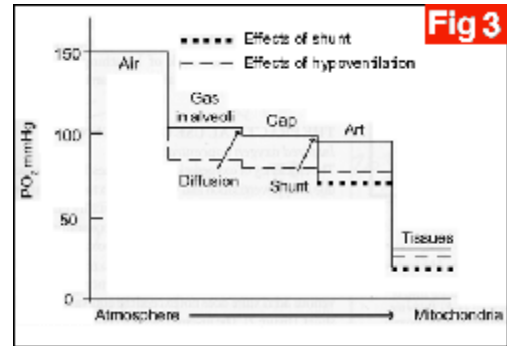 Fig 3
Effects of shunt
Effects of hypoventilation
150
Air
Gas
in alveoli
Cap
Art
100
Diffusion
Shunt
PO2 mmHg
50
Tissues
0
Atmosphere
Mitochondria